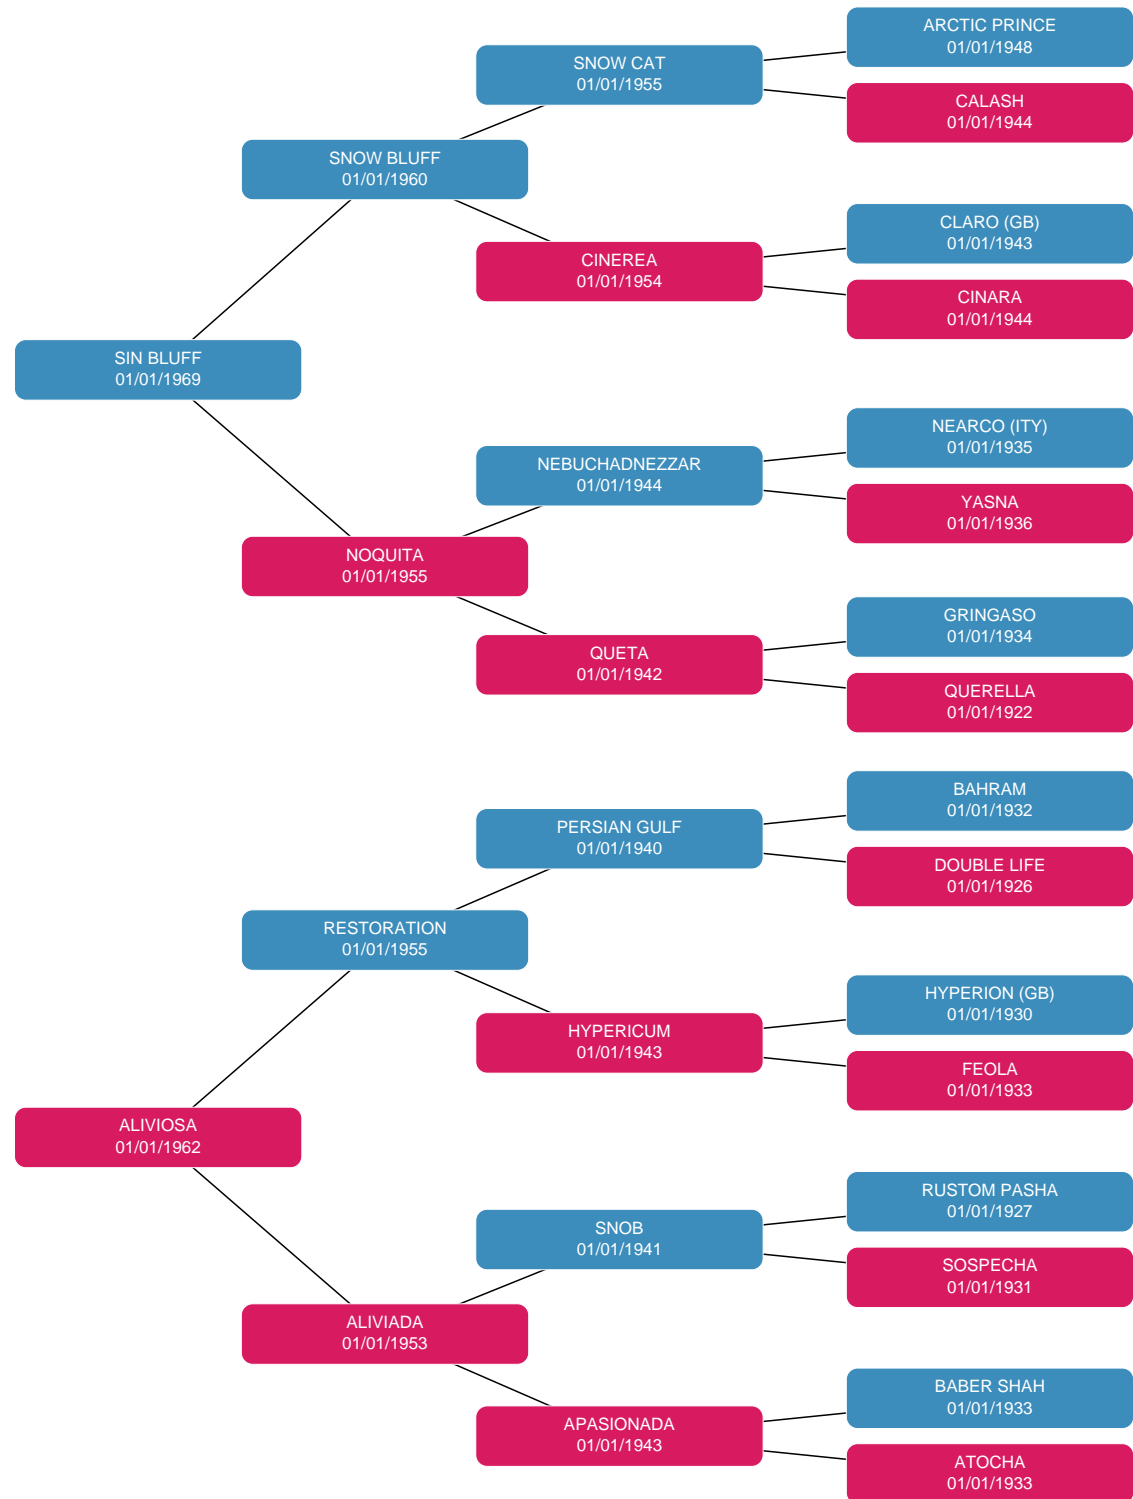 ARCTIC PRINCE
01/01/1948
SNOW CAT
01/01/1955
CALASH
01/01/1944
SNOW BLUFF
01/01/1960
CLARO (GB)
01/01/1943
CINEREA
01/01/1954
CINARA
01/01/1944
SIN BLUFF
01/01/1969
NEARCO (ITY)
01/01/1935
NEBUCHADNEZZAR
01/01/1944
YASNA
01/01/1936
NOQUITA
01/01/1955
GRINGASO
01/01/1934
QUETA
01/01/1942
QUERELLA
01/01/1922
BAHRAM
01/01/1932
PERSIAN GULF
01/01/1940
DOUBLE LIFE
01/01/1926
RESTORATION
01/01/1955
HYPERION (GB)
01/01/1930
HYPERICUM
01/01/1943
FEOLA
01/01/1933
ALIVIOSA
01/01/1962
RUSTOM PASHA
01/01/1927
SNOB
01/01/1941
SOSPECHA
01/01/1931
ALIVIADA
01/01/1953
BABER SHAH
01/01/1933
APASIONADA
01/01/1943
ATOCHA
01/01/1933